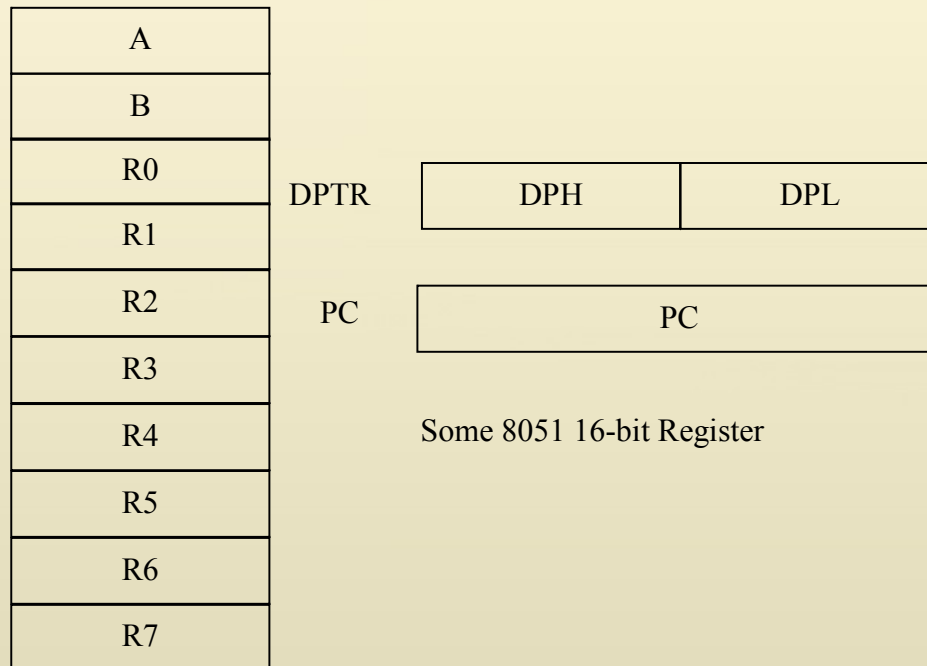 A
B
R0
R1
R2
R3
R4
R5
R6
R7
DPTR
DPH
DPL
PC
PC
Some 8051 16-bit Register